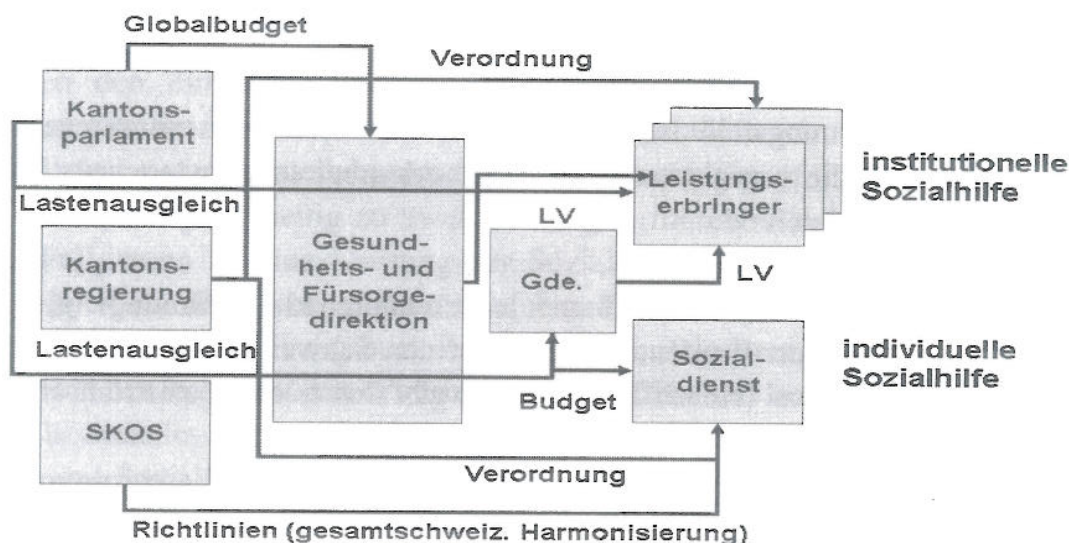 Globalbudget
Verordnung
Kantons-
parlament
Leistungs-
erbringer
institutionelle
Sozialhilfe
Lastenausgleich
LV
Kantons-
regierung
Gesund-
heits- und
Fürsorge-
direktion
Gde.
LV
Lastenausgleich
Sozial-
dienst
individuelle
Sozialhilfe
Budget
SKOS
Verordnung
Richtlinien (gesamtschweiz. Harmonisierung)